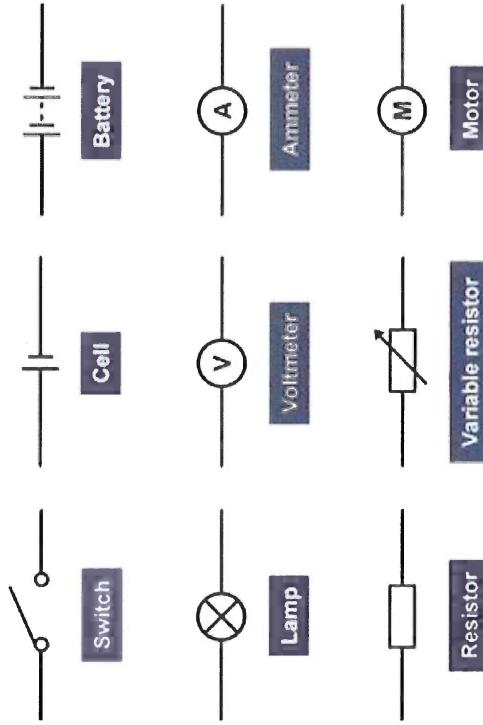 Switch
Cell
Battery
V
A
Lamp
Voltmeter
Ammeter
M
Resistor
Variable resistor
Motor